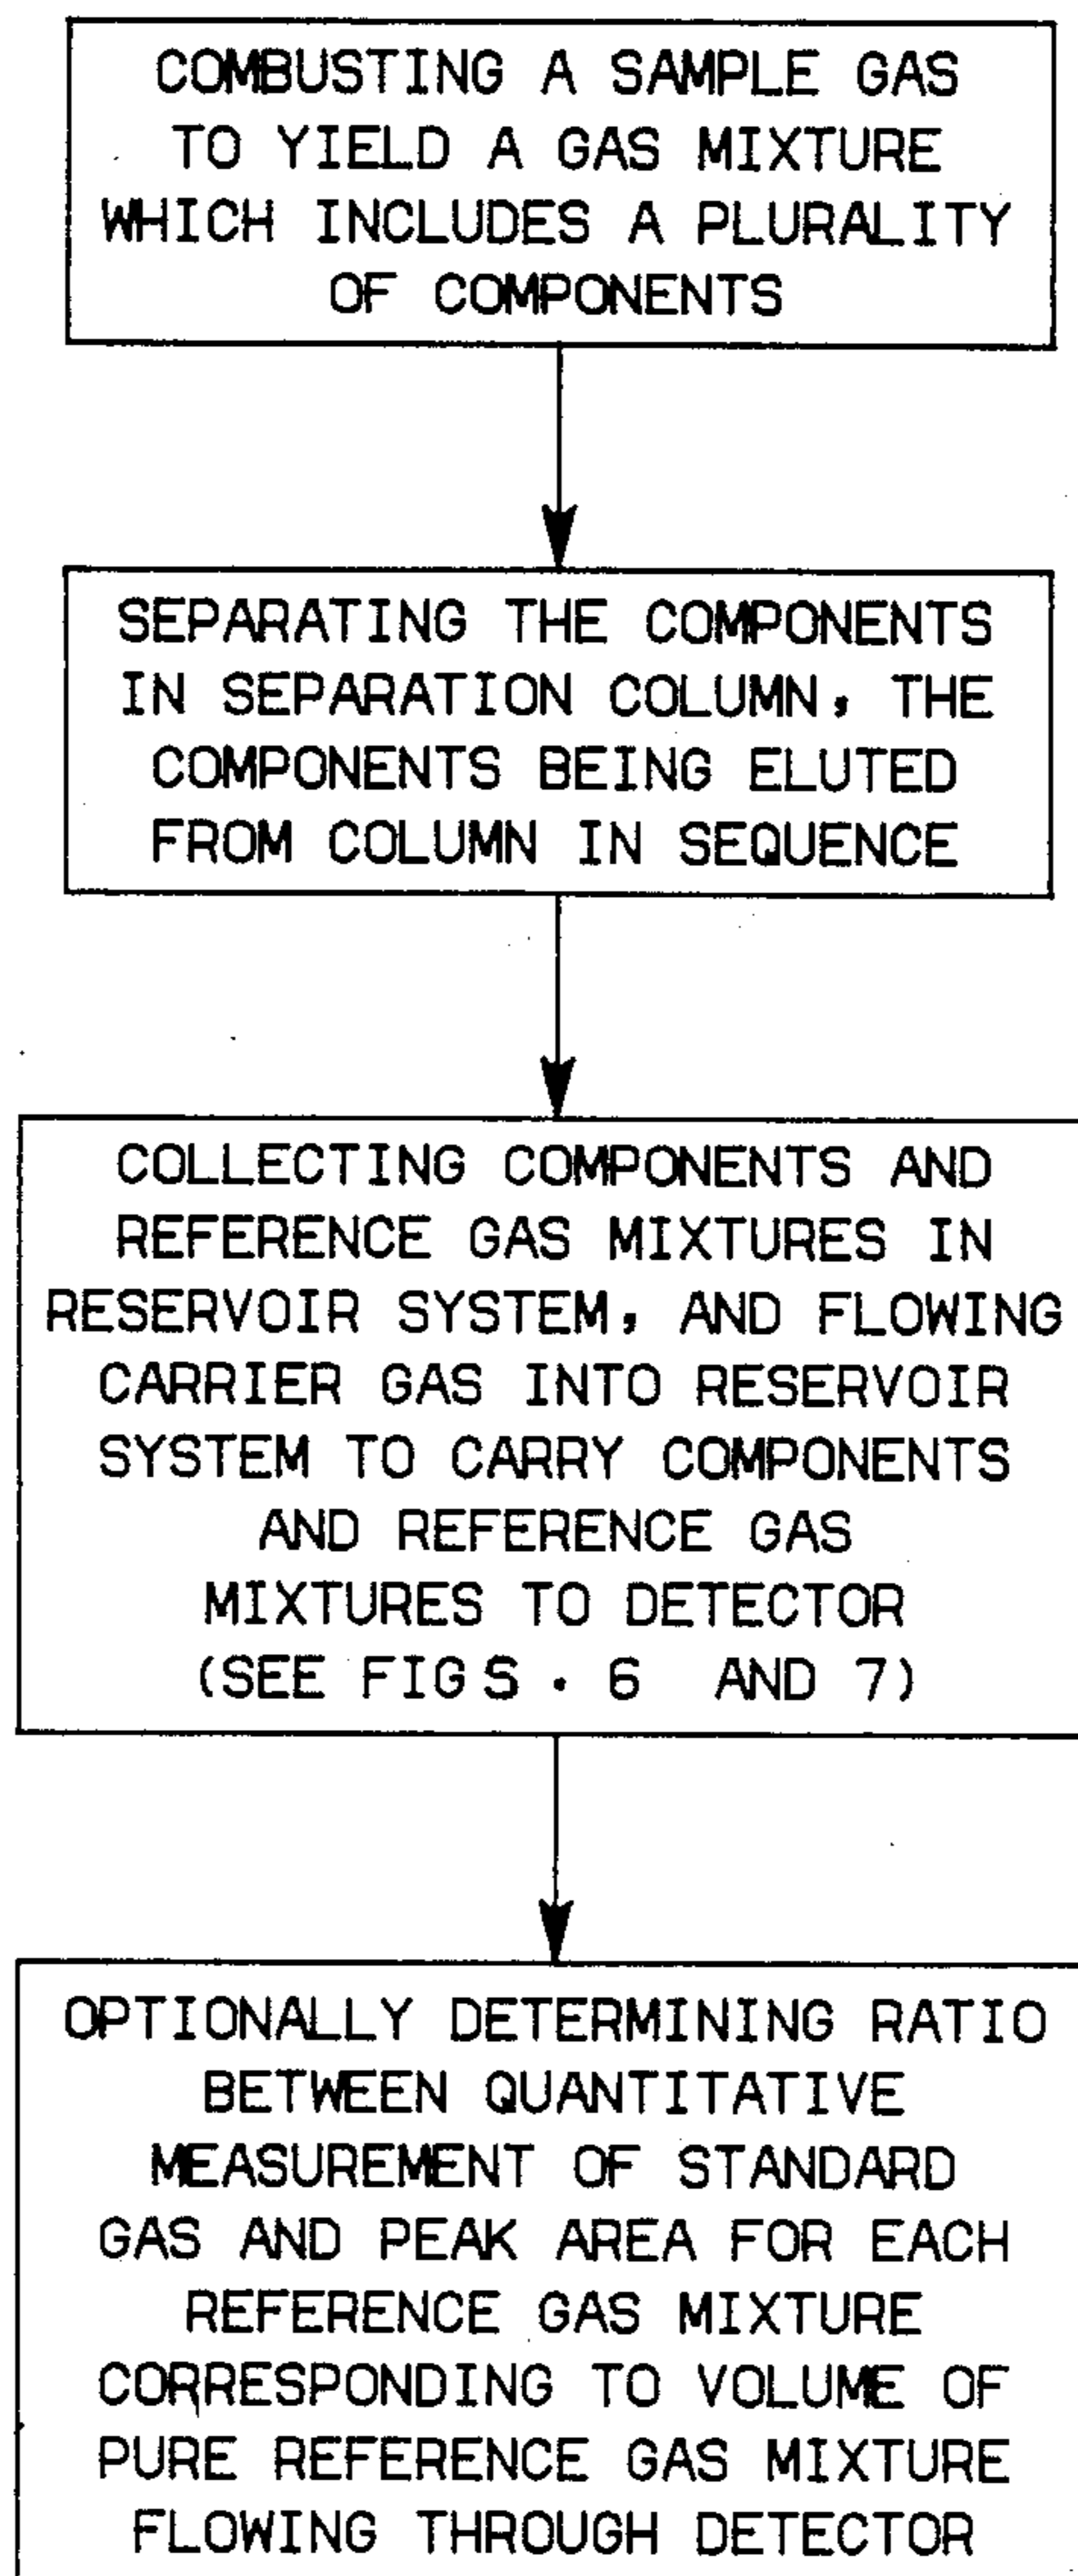 COMBUSTING A SAMPLE GAS
TO YIELD A GAS MIXTURE
WHICH INCLUDES A PLURALITY
OF COMPONENTS
SEPARATING THE COMPONENTS
IN SEPARATION COLUMN, THE
COMPONENTS BEING ELUTED
FROM COLUMN IN SEQUENCE
COLLECTING COMPONENTS AND
REFERENCE GAS MIXTURES IN
RESERVOIR SYSTEM, AND FLOWING
CARRIER GAS INTO RESERVOIR
SYSTEM TO CARRY COMPONENTS
AND REFERENCE GAS
MIXTURES TO DETECTOR
(SEE FIGS. 6 AND 7)
OPTIONALLY DETERMINING RATIO
BETWEEN QUANTITATIVE
MEASUREMENT OF STANDARD
GAS AND PEAK AREA FOR EACH
REFERENCE GAS MIXTURE
CORRESPONDING TO VOLUME OF
PURE REFERENCE GAS MIXTURE
FLOWING THROUGH DETECTOR